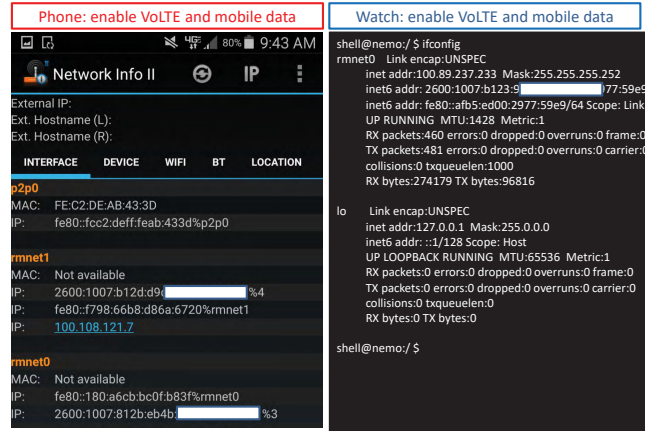 Phone: enable VoLTE and mobile data
80% 9:43 AM
Network Info II IP
External IP:
Ext. Hostname (L):
Ext. Hostname (R):
INTERFACE DEVICE WIFI BT LOCATION
p2p0
MAC: FE:C2:DE:AB:43:3D
IP: fe80::fcc2:deff:feab:433d%p2p0
rmnet1
MAC: Not available
IP: 2600:1007:b12d:d9 %4
IP: fe80::f798:66b8:d86a:6720%rmnet1
IP: 100.108.121.7
rmnet0
MAC: Not available
IP: fe80::180:a6cb:bc0f:b83f%rmnet0
IP: 2600:1007:812b:eb4b: %3
Watch: enable VoLTE and mobile data
shell@nemo:/ $ ifconfig
rmnet0 Link encap:UNSPEC
inet addr:100.89.237.233 Mask:255.255.255.252
inet6 addr: 2600:1007:b123:9 77:59e9
inet6 addr: fe80::afb5:ed00:2977:59e9/64 Scope: Link
UP RUNNING MTU:1428 Metric:1
RX packets:460 errors:0 dropped:0 overruns:0 frame:0
TX packets:481 errors:0 dropped:0 overruns:0 carrier:0
collisions:0 txqueuelen:1000
RX bytes:274179 TX bytes:96816
lo Link encap:UNSPEC
inet addr:127.0.0.1 Mask:255.0.0.0
inet6 addr: ::1/128 Scope: Host
UP LOOPBACK RUNNING MTU:65536 Metric:1
RX packets:0 errors:0 dropped:0 overruns:0 frame:0
TX packets:0 errors:0 dropped:0 overruns:0 carrier:0
collisions:0 txqueuelen:0
RX bytes:0 TX bytes:0
shell@nemo:/ $